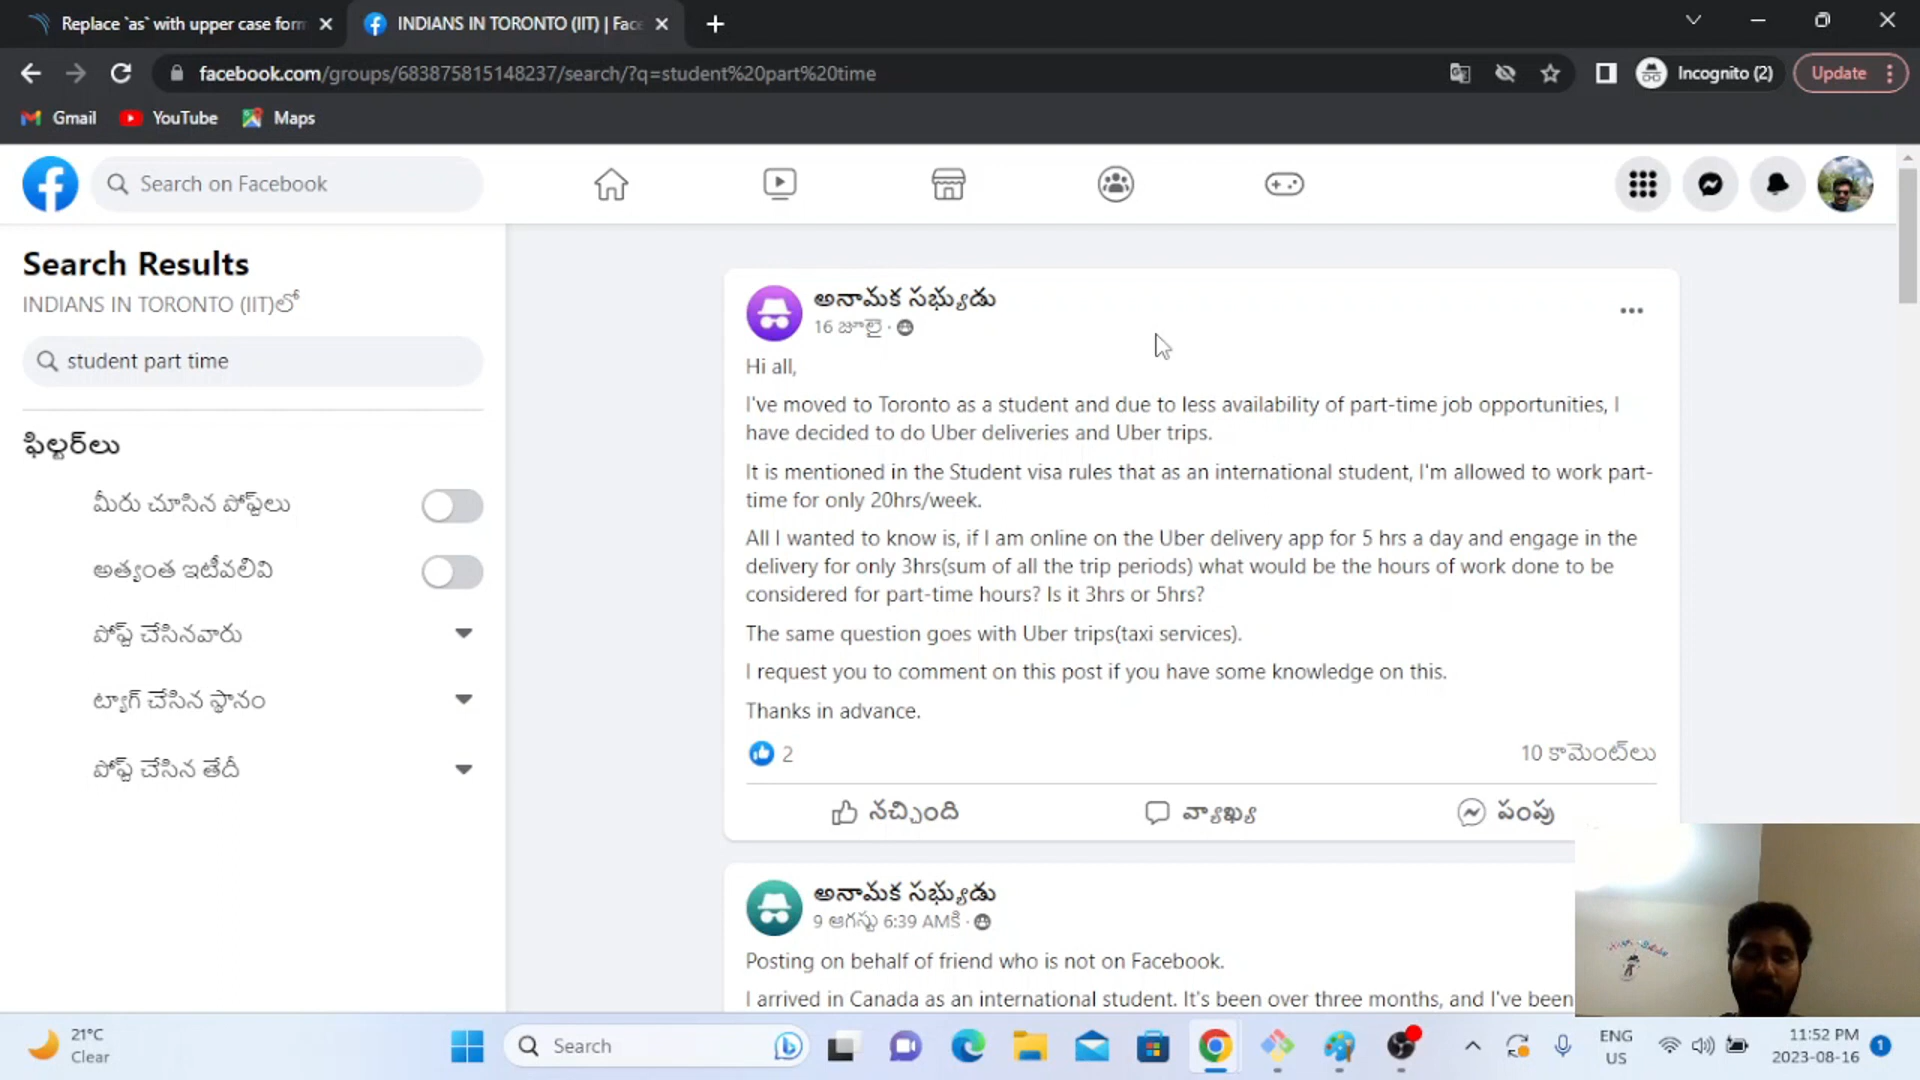 Replace `as` with upper case form
INDIANS IN TORONTO (IIT) | Face
facebook.com/groups/683875815148237/search/?q=student%20part%20time
Incognito (2)
Update
Gmail
YouTube
Maps
Search on Facebook
Search Results
INDIANS IN TORONTO (IIT)లో
student part time
ఫిల్టర్‌లు
మీరు చూసిన పోస్ట్‌లు
అత్యంత ఇటీవలివి
పోస్ట్ చేసినవారు
ట్యాగ్ చేసిన స్థానం
పోస్ట్ చేసిన తేదీ
అనామక సభ్యుడు
16 జూలై ·
Hi all,
I've moved to Toronto as a student and due to less availability of part-time job opportunities, I
have decided to do Uber deliveries and Uber trips.
It is mentioned in the Student visa rules that as an international student, I'm allowed to work part-
time for only 20hrs/week.
All I wanted to know is, if I am online on the Uber delivery app for 5 hrs a day and engage in the
delivery for only 3hrs(sum of all the trip periods) what would be the hours of work done to be
considered for part-time hours? Is it 3hrs or 5hrs?
The same question goes with Uber trips(taxi services).
I request you to comment on this post if you have some knowledge on this.
Thanks in advance.
2
10 కామెంట్‌లు
నచ్చింది
వ్యాఖ్య
పంపు
అనామక సభ్యుడు
9 ఆగస్టు 6:39 AMకి ·
Posting on behalf of friend who is not on Facebook.
I arrived in Canada as an international student. It's been over three months, and I've been
21°C
Clear
Search
ENG
US
11:52 PM
2023-08-16
1